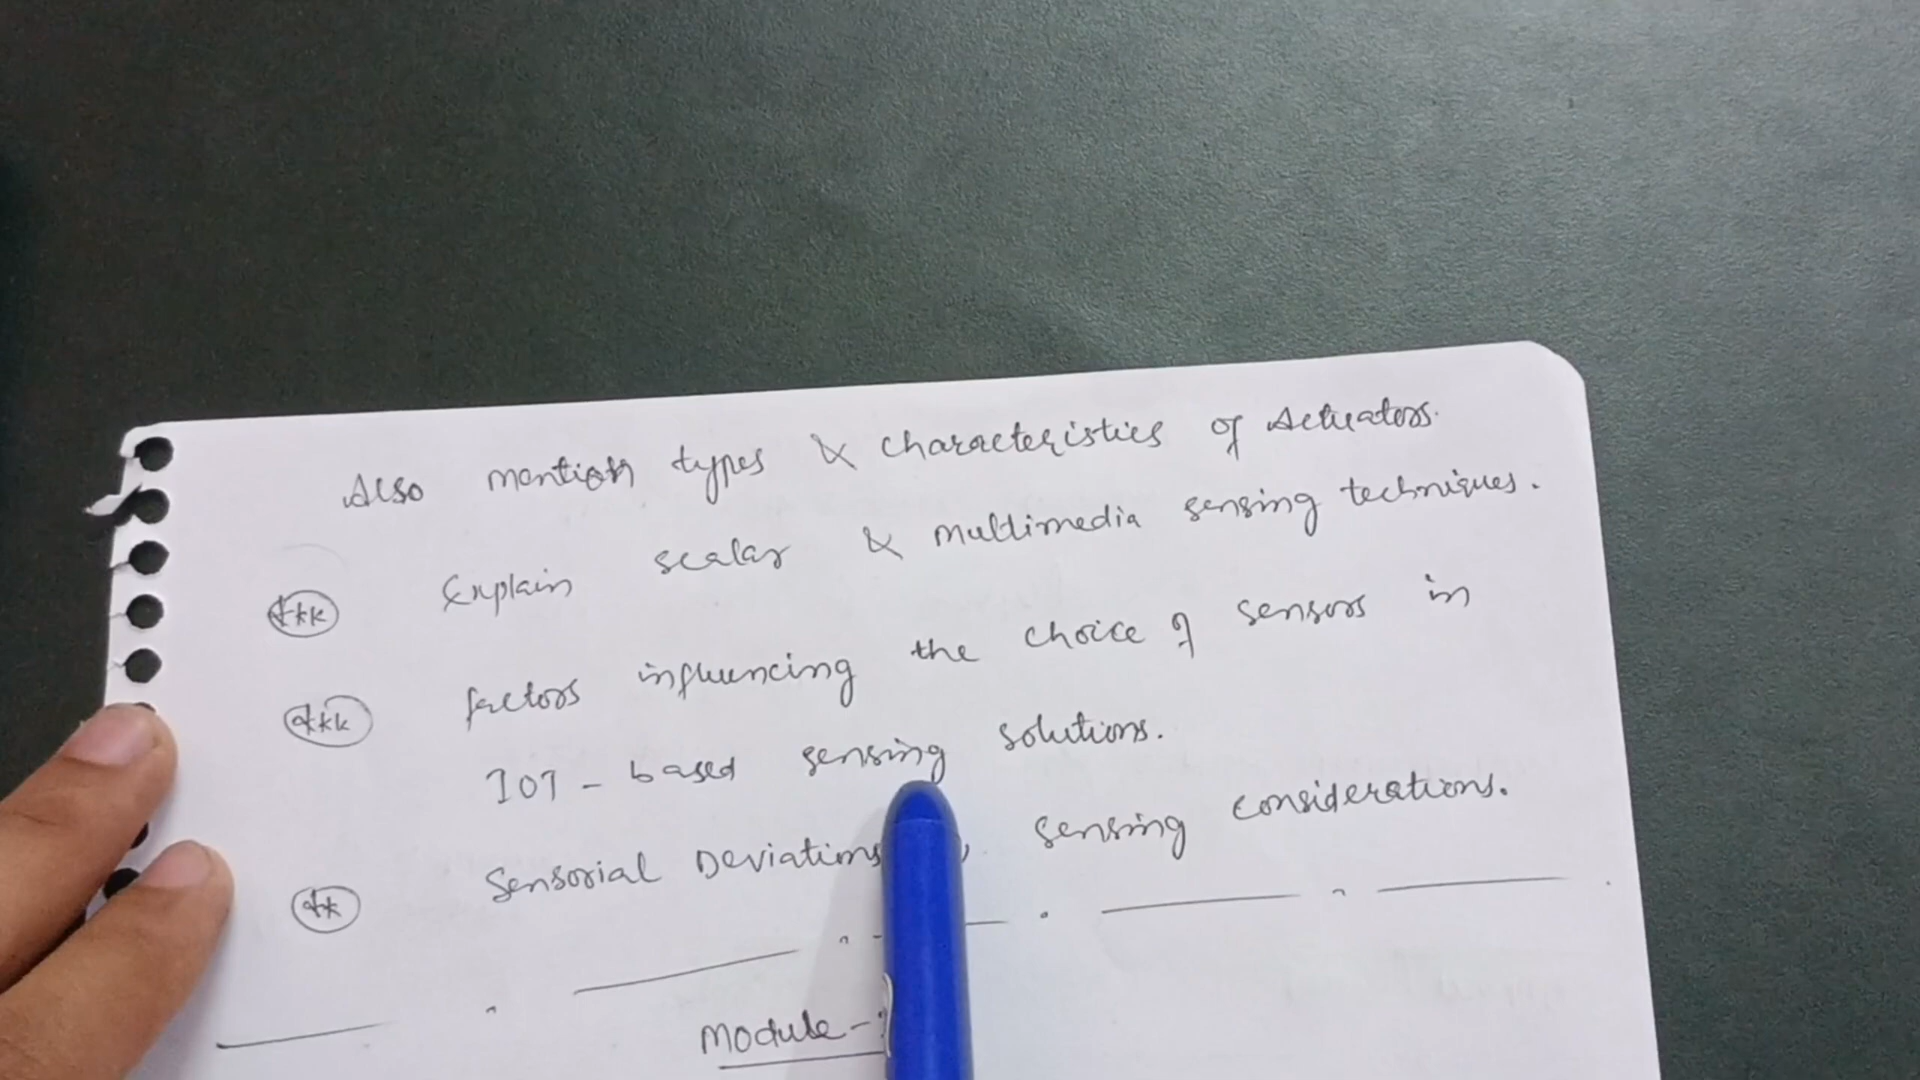 Also mention types & characteristics of Actuators.
*** Explain scalar & multimedia sensing techniques.
*** factors influencing the choice of sensors in
IOT - based sensing solutions.
** Sensorial Deviations, sensing considerations.
Module -